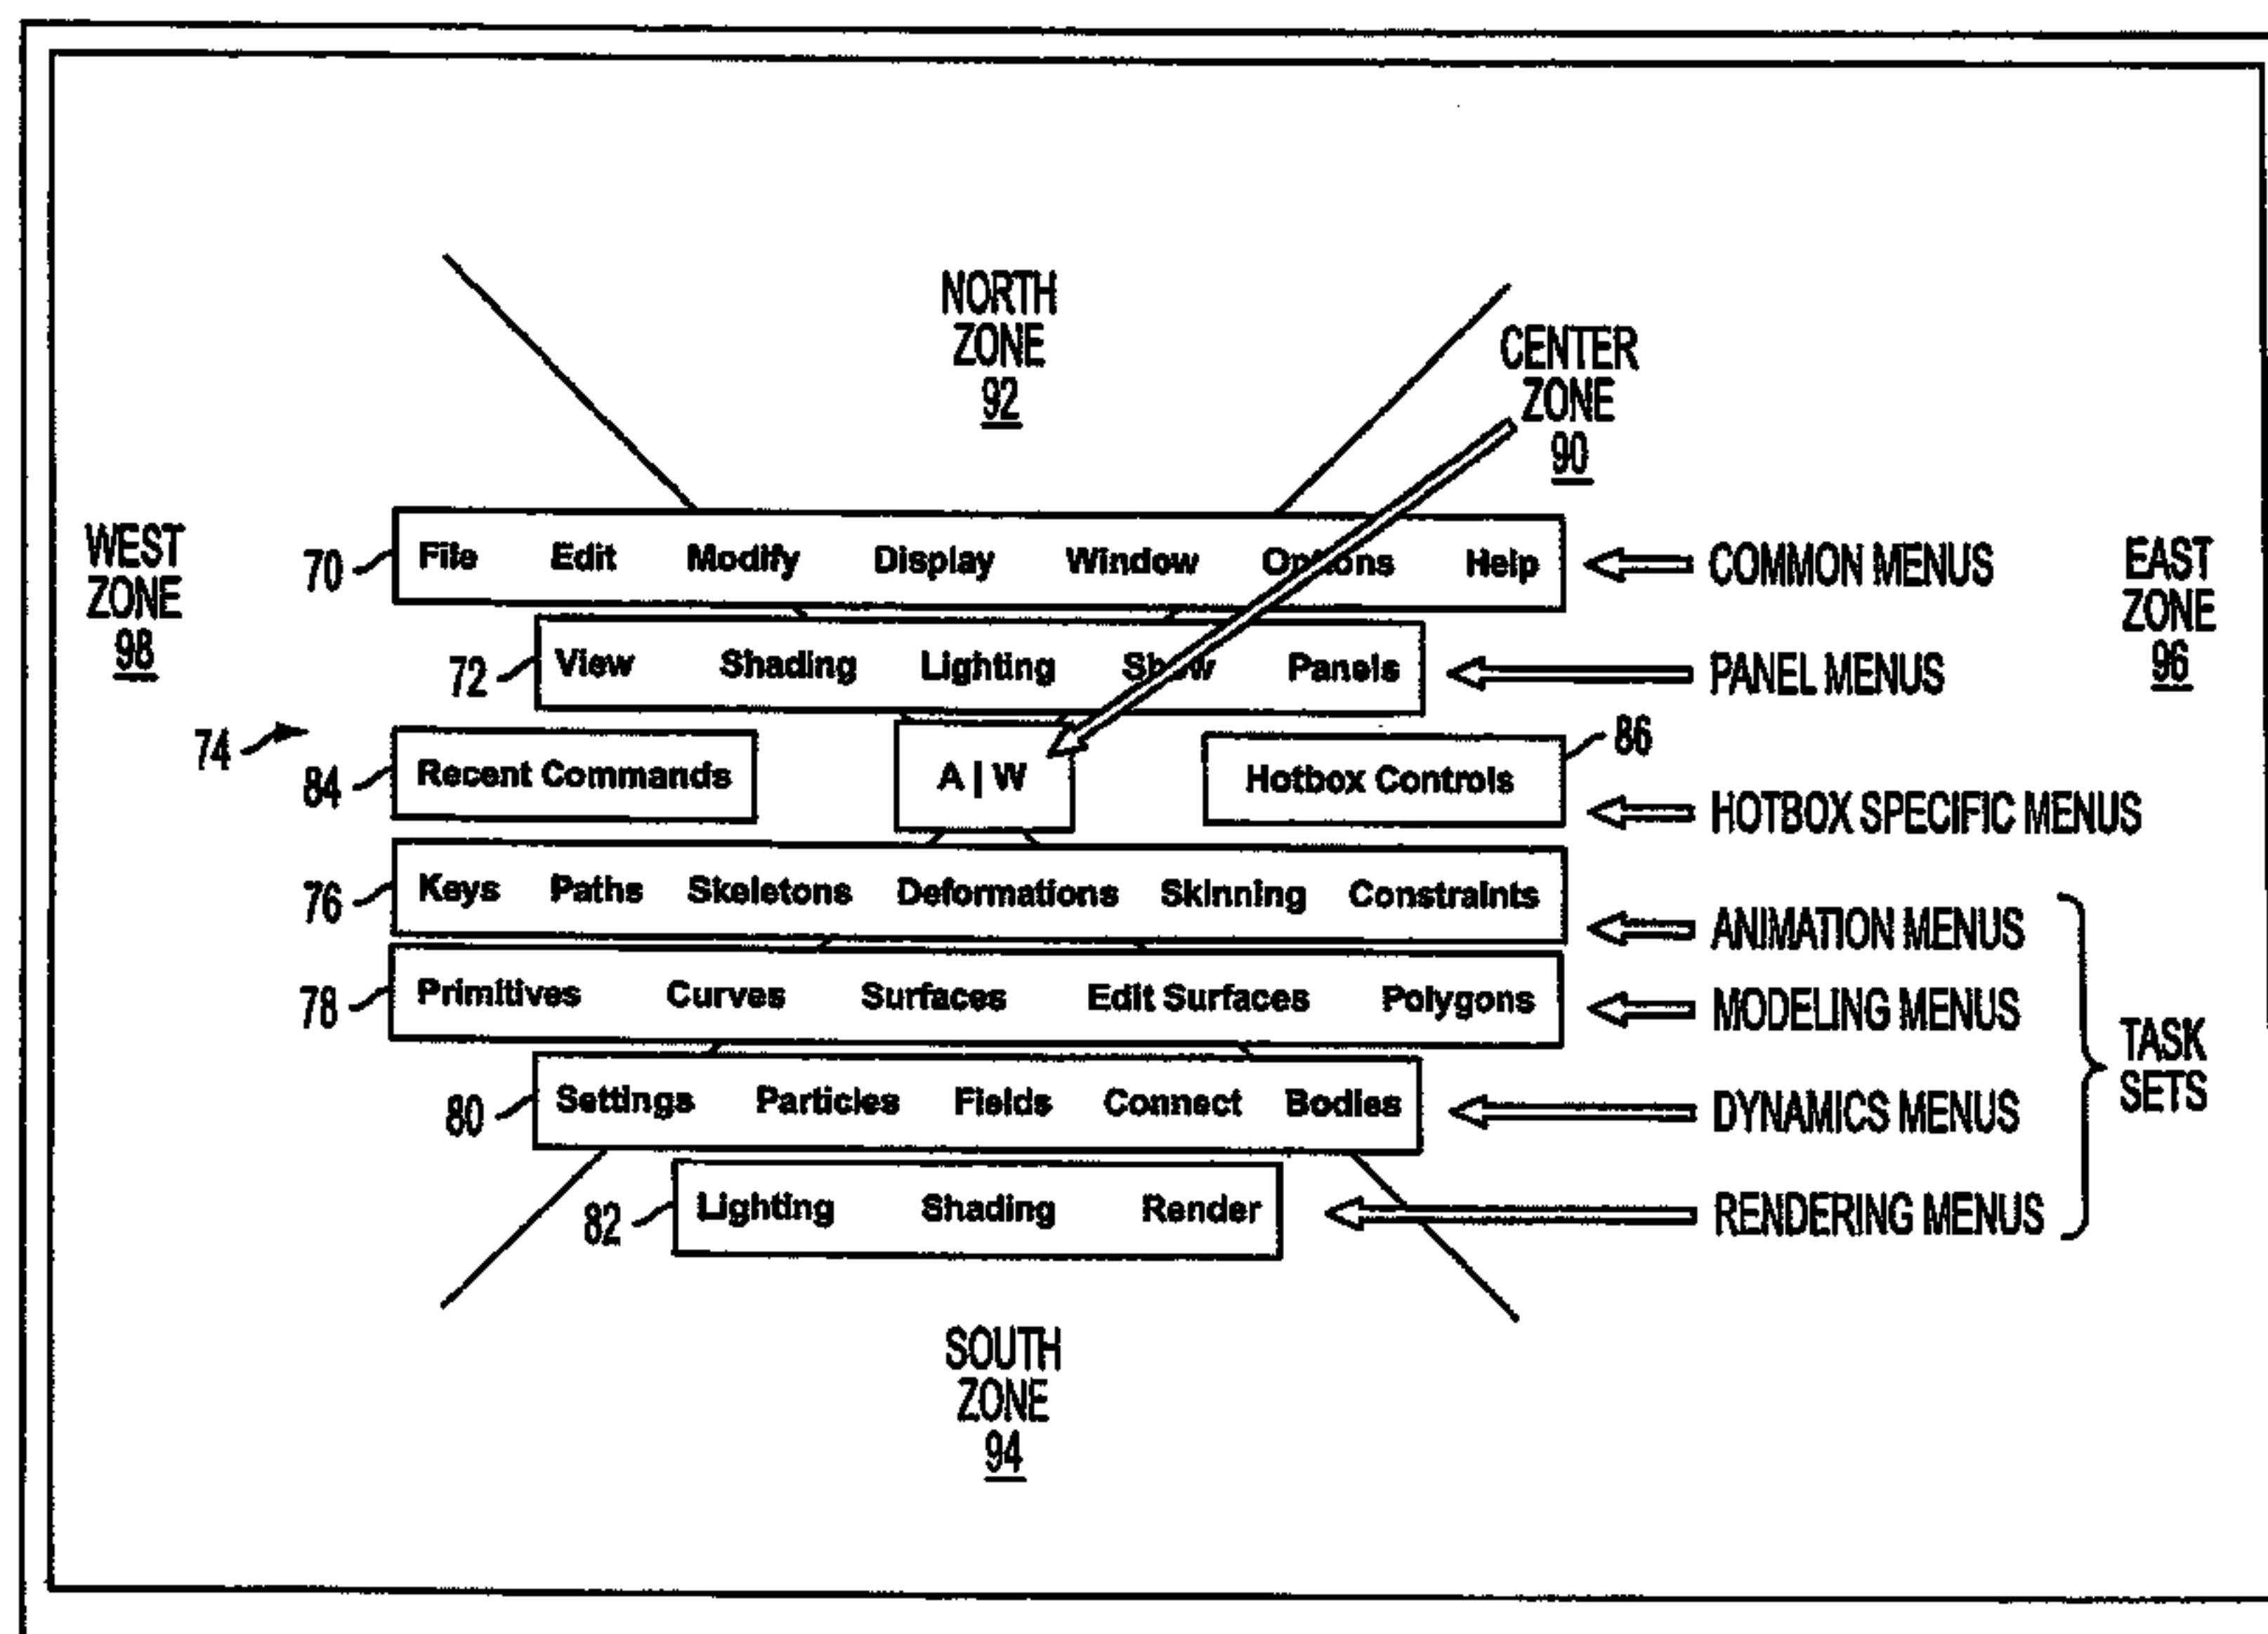 NORTH
ZONE
92
CENTER
ZONE
90
WEST
ZONE
98
70
File Edit Modify Display Window Options Help
COMMON MENUS
EAST
ZONE
96
72
View Shading Lighting Show Panels
PANEL MENUS
74
84
Recent Commands
A | W
Hotbox Controls
86
HOTBOX SPECIFIC MENUS
76
Keys Paths Skeletons Deformations Skinning Constraints
ANIMATION MENUS
78
Primitives Curves Surfaces Edit Surfaces Polygons
MODELING MENUS
TASK
SETS
80
Settings Particles Fields Connect Bodies
DYNAMICS MENUS
82
Lighting Shading Render
RENDERING MENUS
SOUTH
ZONE
94